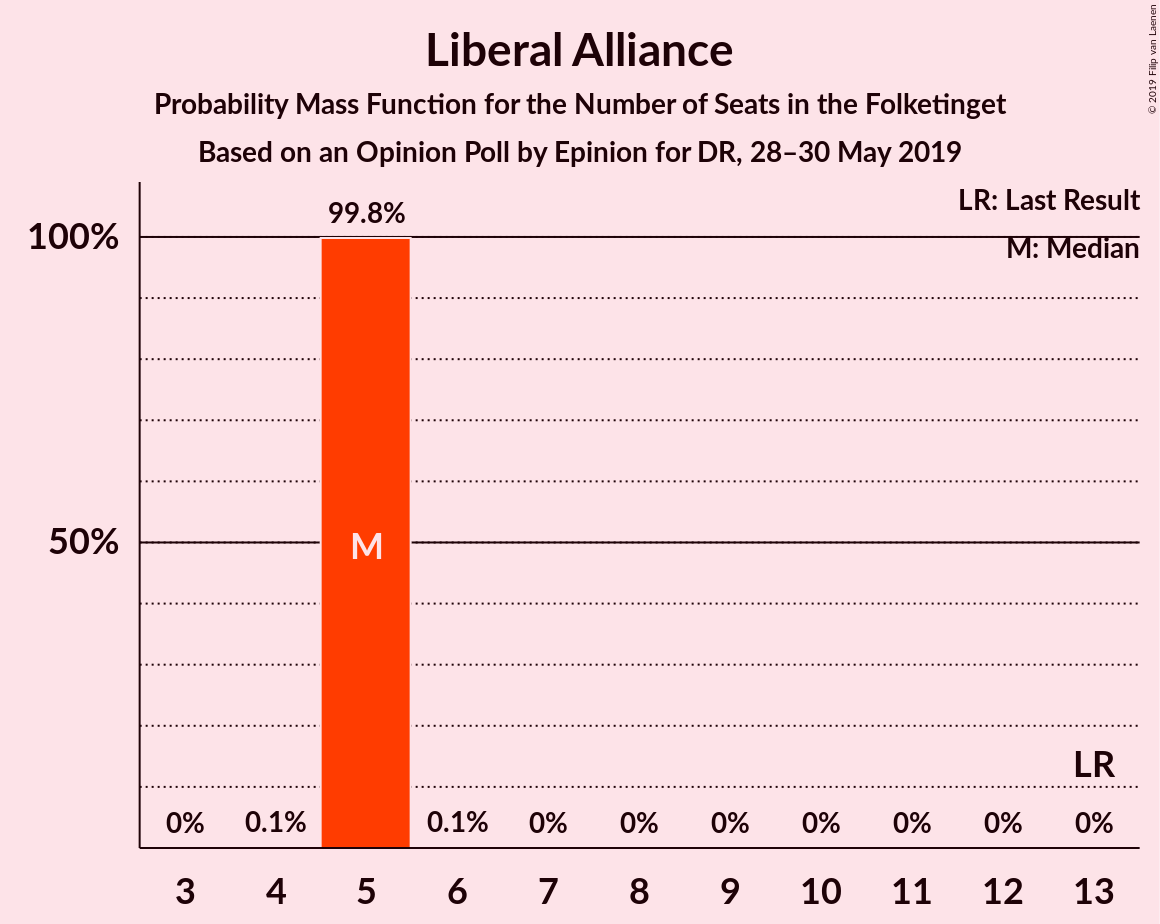 Liberal Alliance
Probability Mass Function for the Number of Seats in the Folketinget
Based on an Opinion Poll by Epinion for DR, 28–30 May 2019
© 2019 Filip van Laenen
LR: Last Result
M: Median
99.8%
100%
50%
M
LR
0% 0.1% 0.1% 0% 0% 0% 0% 0% 0% 0%
3 4 5 6 7 8 9 10 11 12 13